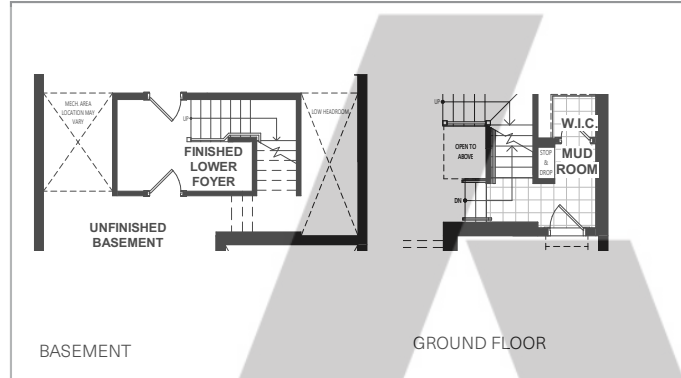 MECH. AREA
LOCATION MAY
VARY
UP
LOW HEADROOM
FINISHED
LOWER
FOYER
UNFINISHED
BASEMENT
BASEMENT
UP
OPEN TO
ABOVE
W.I.C.
STOP
&
DROP
MUD
ROOM
DN
GROUND FLOOR